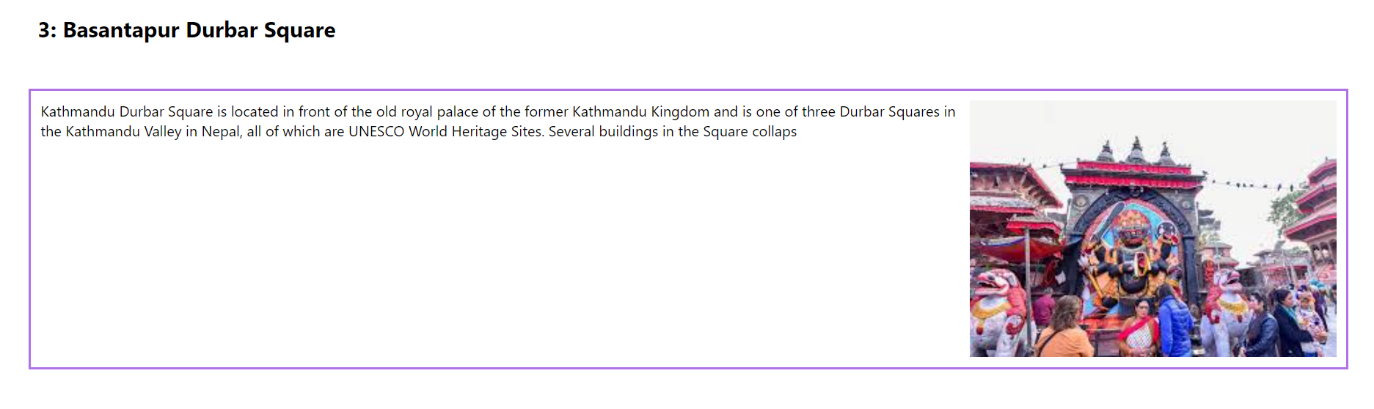 3: Basantapur Durbar Square
Kathmandu Durbar Square is located in front of the old royal palace of the former Kathmandu Kingdom and is one of three Durbar Squares in
the Kathmandu Valley in Nepal, all of which are UNESCO World Heritage Sites. Several buildings in the Square collaps